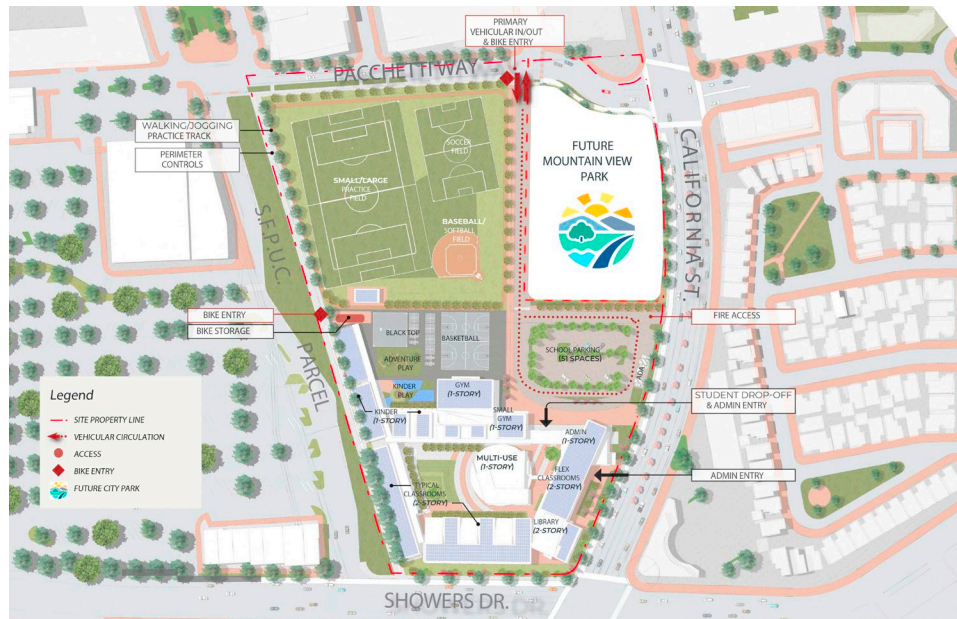 PRIMARY
VEHICULAR IN/OUT
& BIKE ENTRY
PACCHETTI WAY
WALKING/JOGGING
PRACTICE TRACK
PERIMETER
CONTROLS
SOCCER
FIELD
SMALL/LARGE
PRACTICE
FIELD
BASEBALL/
SOFTBALL
FIELD
FUTURE
MOUNTAIN VIEW
PARK
CALIFORNIA ST
S.F.P.U.C.
PARCEL
BIKE ENTRY
BIKE STORAGE
FIRE ACCESS
BLACK TOP
BASKETBALL
ADVENTURE
PLAY
SCHOOL PARKING
(51 SPACES)
ADA
KINDER
PLAY
GYM
(1-STORY)
STUDENT DROP-OFF
& ADMIN ENTRY
KINDER
(1-STORY)
SMALL
GYM
(1-STORY)
ADMIN
(1-STORY)
MULTI-USE
(1-STORY)
FLEX
CLASSROOMS
(2-STORY)
ADMIN ENTRY
TYPICAL
CLASSROOMS
(2-STORY)
LIBRARY
(2-STORY)
Legend
SITE PROPERTY LINE
VEHICULAR CIRCULATION
ACCESS
BIKE ENTRY
FUTURE CITY PARK
SHOWERS DR.